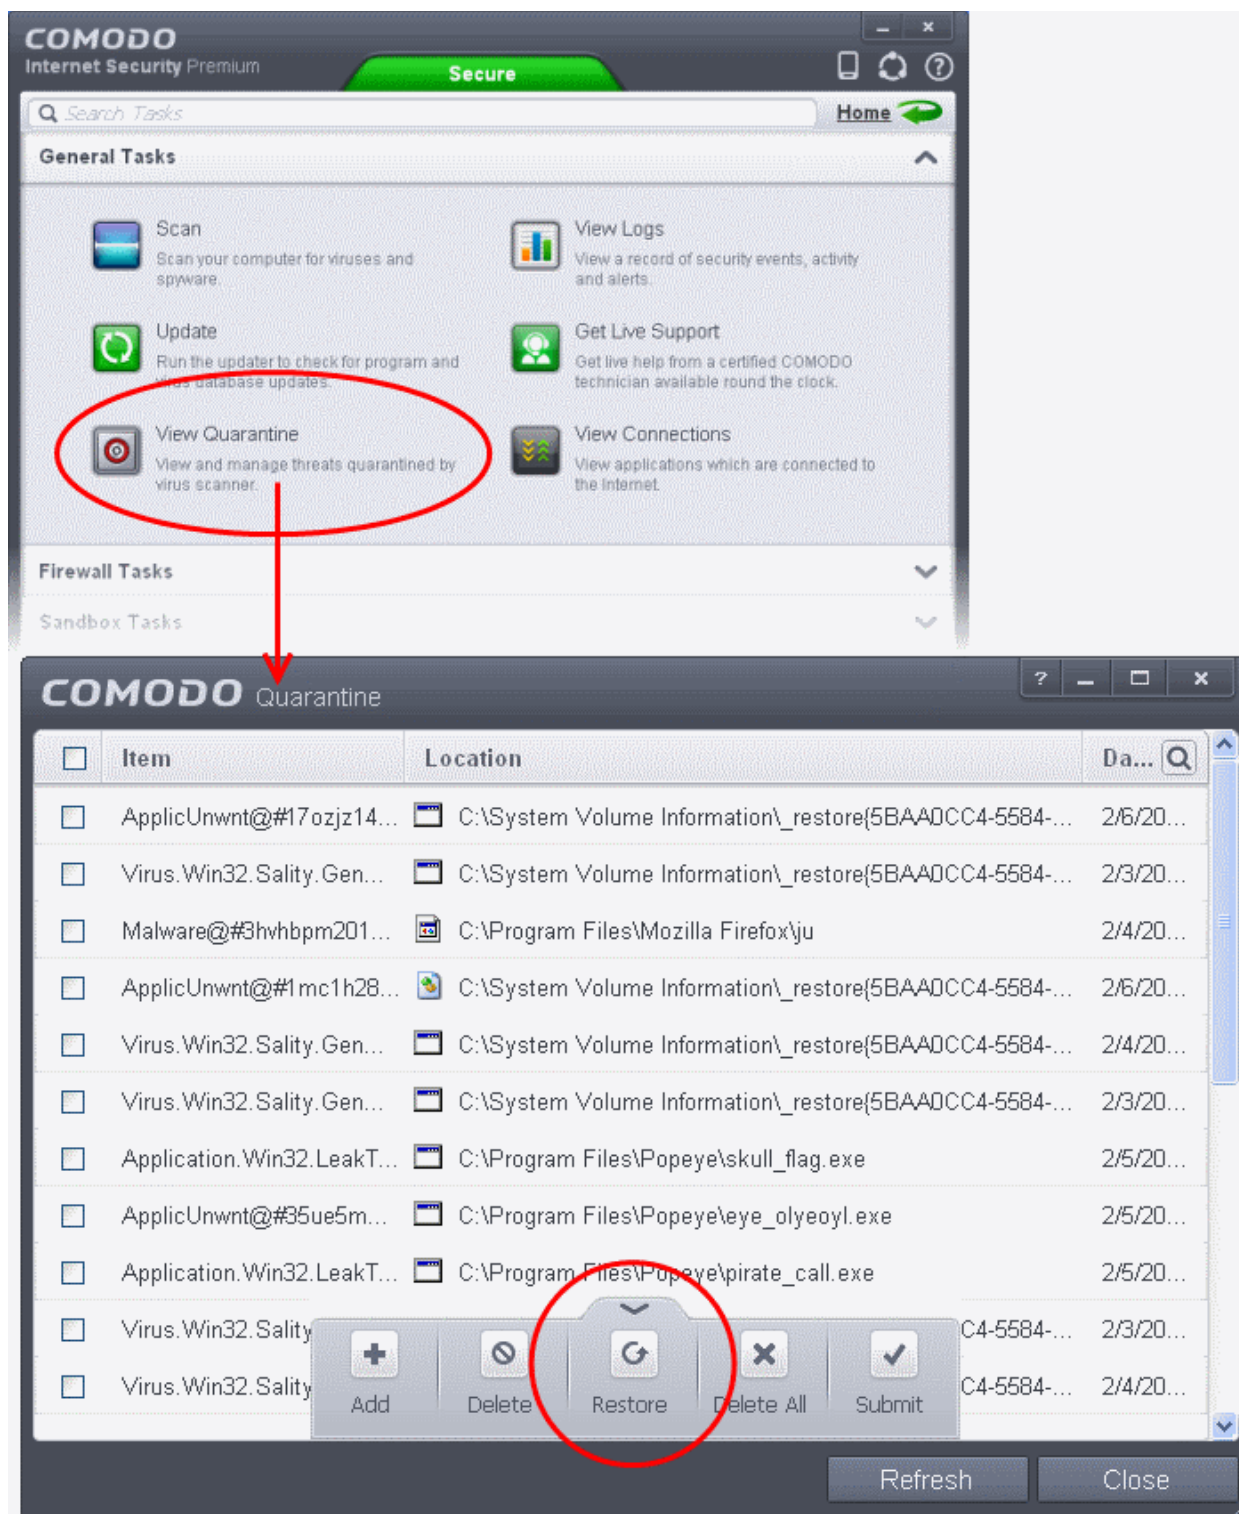 COMODO
Internet Security Premium
Secure
Search Tasks
Home
General Tasks
Scan
Scan your computer for viruses and
spyware.
View Logs
View a record of security events, activity
and alerts.
Update
Run the updater to check for program and
virus database updates.
Get Live Support
Get live help from a certified COMODO
technician available round the clock.
View Quarantine
View and manage threats quarantined by
virus scanner.
View Connections
View applications which are connected to
the Internet.
Firewall Tasks
Sandbox Tasks
COMODO Quarantine
?
Item Location Da...
ApplicUnwnt@#17ozjz14... C:\System Volume Information\_restore{5BAA0CC4-5584-... 2/6/20...
Virus.Win32.Sality.Gen... C:\System Volume Information\_restore{5BAA0CC4-5584-... 2/3/20...
Malware@#3hvhbpm201... C:\Program Files\Mozilla Firefox\ju 2/4/20...
ApplicUnwnt@#1mc1h28... C:\System Volume Information\_restore{5BAA0CC4-5584-... 2/6/20...
Virus.Win32.Sality.Gen... C:\System Volume Information\_restore{5BAA0CC4-5584-... 2/4/20...
Virus.Win32.Sality.Gen... C:\System Volume Information\_restore{5BAA0CC4-5584-... 2/3/20...
Application.Win32.LeakT... C:\Program Files\Popeye\skull_flag.exe 2/5/20...
ApplicUnwnt@#35ue5m... C:\Program Files\Popeye\eye_olyeoyl.exe 2/5/20...
Application.Win32.LeakT... C:\Program Files\Popeye\pirate_call.exe 2/5/20...
Virus.Win32.Sality C4-5584-... 2/3/20...
Virus.Win32.Sality CC4-5584-... 2/4/20...
Add Delete Restore Delete All Submit
Refresh Close